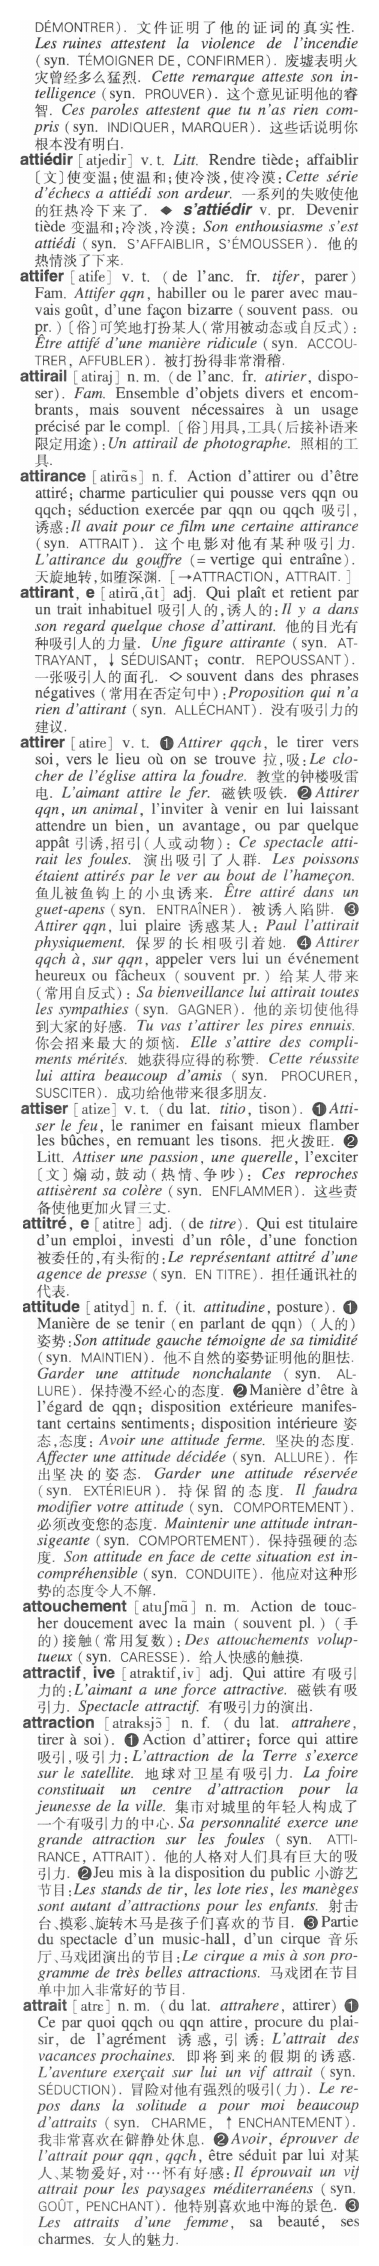 DÉMONTRER). 文件证明了他的证词的真实性.
Les ruines attestent la violence de l'incendie
(syn. TÉMOIGNER DE, CONFIRMER). 废墟表明火
灾曾经多么猛烈. Cette remarque atteste son in-
telligence (syn. PROUVER). 这个意见证明他的睿
智. Ces paroles attestent que tu n'as rien com-
pris (syn. INDIQUER, MARQUER). 这些话说明你
根本没有明白.
attiédir [atjedir] v. t. Litt. Rendre tiède; affaiblir
〔文〕使变温;使温和;使冷淡,使冷漠:Cette série
d'échecs a attiédi son ardeur. 一系列的失败使他
的狂热冷下来了. ◆ s'attiédir v. pr. Devenir
tiède 变温和;冷淡,冷漠: Son enthousiasme s'est
attiédi (syn. S'AFFAIBLIR, S'ÉMOUSSER). 他的
热情淡了下来.
attifer [atife] v. t. (de l'anc. fr. tifer, parer)
Fam. Attifer qqn, habiller ou le parer avec mau-
vais goût, d'une façon bizarre (souvent pass. ou
pr.)〔俗〕可笑地打扮某人(常用被动态或自反式):
Être attifé d'une manière ridicule (syn. ACCOU-
TRER, AFFUBLER). 被打扮得非常滑稽.
attirail [atiraj] n. m. (de l'anc. fr. atirier, dispo-
ser). Fam. Ensemble d'objets divers et encom-
brants, mais souvent nécessaires à un usage
précisé par le compl. 〔俗〕用具,工具(后接补语来
限定用途):Un attirail de photographe. 照相的工
具.
attirance [atirɑ̃s] n. f. Action d'attirer ou d'être
attiré; charme particulier qui pousse vers qqn ou
qqch; séduction exercée par qqn ou qqch 吸引,
诱惑:Il avait pour ce film une certaine attirance
(syn. ATTRAIT). 这个电影对他有某种吸引力.
L'attirance du gouffre (= vertige qui entraîne).
天旋地转,如堕深渊. [→ATTRACTION, ATTRAIT. ]
attirant, e [atirɑ̃,ɑ̃t] adj. Qui plaît et retient par
un trait inhabituel 吸引人的,诱人的:Il y a dans
son regard quelque chose d'attirant. 他的目光有
种吸引人的力量. Une figure attirante (syn. AT-
TRAYANT, ↓ SÉDUISANT; contr. REPOUSSANT).
一张吸引人的面孔. ◇souvent dans des phrases
négatives (常用在否定句中):Proposition qui n'a
rien d'attirant (syn. ALLÉCHANT). 没有吸引力的
建议.
attirer [atire] v. t. ❶ Attirer qqch, le tirer vers
soi, vers le lieu où on se trouve 拉,吸:Le clo-
cher de l'église attira la foudre. 教堂的钟楼吸雷
电. L'aimant attire le fer. 磁铁吸铁. ❷ Attirer
qqn, un animal, l'inviter à venir en lui laissant
attendre un bien, un avantage, ou par quelque
appât 引诱,招引(人或动物): Ce spectacle atti-
rait les foules. 演出吸引了人群. Les poissons
étaient attirés par le ver au bout de l'hameçon.
鱼儿被鱼钩上的小虫诱来. Être attiré dans un
guet-apens (syn. ENTRAÎNER). 被诱入陷阱. ❸
Attirer qqn, lui plaire 诱惑某人: Paul l'attirait
physiquement. 保罗的长相吸引着她. ❹ Attirer
qqch à, sur qqn, appeler vers lui un événement
heureux ou fâcheux (souvent pr.) 给某人带来
(常用自反式): Sa bienveillance lui attirait toutes
les sympathies (syn. GAGNER). 他的亲切使他得
到大家的好感. Tu vas t'attirer les pires ennuis.
你会招来最大的烦恼. Elle s'attire des compli-
ments mérités. 她获得应得的称赞. Cette réussite
lui attira beaucoup d'amis (syn. PROCURER,
SUSCITER). 成功给他带来很多朋友.
attiser [atize] v. t. (du lat. titio, tison). ❶Atti-
ser le feu, le ranimer en faisant mieux flamber
les bûches, en remuant les tisons. 把火拨旺. ❷
Litt. Attiser une passion, une querelle, l'exciter
〔文〕煽动,鼓动(热情、争吵): Ces reproches
attisèrent sa colère (syn. ENFLAMMER). 这些责
备使他更加火冒三丈.
attitré, e [atitre] adj. (de titre). Qui est titulaire
d'un emploi, investi d'un rôle, d'une fonction
被委任的,有头衔的:Le représentant attitré d'une
agence de presse (syn. EN TITRE). 担任通讯社的
代表.
attitude [atityd] n. f. (it. attitudine, posture). ❶
Manière de se tenir (en parlant de qqn) (人的)
姿势:Son attitude gauche témoigne de sa timidité
(syn. MAINTIEN). 他不自然的姿势证明他的胆怯.
Garder une attitude nonchalante (syn. AL-
LURE). 保持漫不经心的态度. ❷Manière d'être à
l'égard de qqn; disposition extérieure manifes-
tant certains sentiments; disposition intérieure 姿
态,态度: Avoir une attitude ferme. 坚决的态度.
Affecter une attitude décidée (syn. ALLURE). 作
出坚决的姿态. Garder une attitude réservée
(syn. EXTÉRIEUR). 持保留的态度. Il faudra
modifier votre attitude (syn. COMPORTEMENT).
必须改变您的态度. Maintenir une attitude intran-
sigeante (syn. COMPORTEMENT). 保持强硬的态
度. Son attitude en face de cette situation est in-
compréhensible (syn. CONDUITE). 他应对这种形
势的态度令人不解.
attouchement [atuʃmɑ̃] n. m. Action de touc-
her doucement avec la main (souvent pl.) (手
的)接触(常用复数):Des attouchements volup-
tueux (syn. CARESSE). 给人快感的触摸.
attractif, ive [atraktif,iv] adj. Qui attire 有吸引
力的:L'aimant a une force attractive. 磁铁有吸
引力. Spectacle attractif. 有吸引力的演出.
attraction [atraksjɔ̃] n. f. (du lat. attrahere,
tirer à soi). ❶ Action d'attirer; force qui attire
吸引,吸引力: L'attraction de la Terre s'exerce
sur le satellite. 地球对卫星有吸引力. La foire
constituait un centre d'attraction pour la
jeunesse de la ville. 集市对城里的年轻人构成了
一个有吸引力的中心. Sa personnalité exerce une
grande attraction sur les foules (syn. ATTI-
RANCE, ATTRAIT). 他的人格对人们具有巨大的吸
引力. ❷Jeu mis à la disposition du public 小游艺
节目:Les stands de tir, les lote ries, les manèges
sont autant d'attractions pour les enfants. 射击
台、摸彩、旋转木马是孩子们喜欢的节目. ❸ Partie
du spectacle d'un music-hall, d'un cirque 音乐
厅、马戏团演出的节目:Le cirque a mis à son pro-
gramme de très belles attractions. 马戏团在节目
单中加入非常好的节目.
attrait [atrɛ] n. m. (du lat. attrahere, attirer) ❶
Ce par quoi qqch ou qqn attire, procure du plai-
sir, de l'agrément 诱惑,引诱: L'attrait des
vacances prochaines. 即将到来的假期的诱惑.
L'aventure exerçait sur lui un vif attrait (syn.
SÉDUCTION). 冒险对他有强烈的吸引(力). Le re-
pos dans la solitude a pour moi beaucoup
d'attraits (syn. CHARME, ↑ ENCHANTEMENT).
我非常喜欢在僻静处休息. ❷Avoir, éprouver de
l'attrait pour qqn, qqch, être séduit par lui 对某
人、某物爱好,对…怀有好感:Il éprouvait un vif
attrait pour les paysages méditerranéens (syn.
GOÛT, PENCHANT). 他特别喜欢地中海的景色. ❸
Les attraits d'une femme, sa beauté, ses
charmes. 女人的魅力.